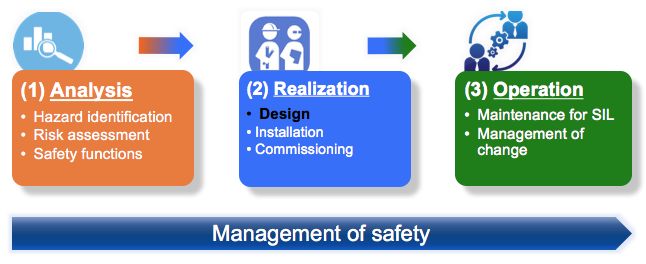 (1) Analysis
• Hazard identification
• Risk assessment
• Safety functions
(2) Realization
• Design
• Installation
• Commissioning
(3) Operation
• Maintenance for SIL
• Management of
change
Management of safety